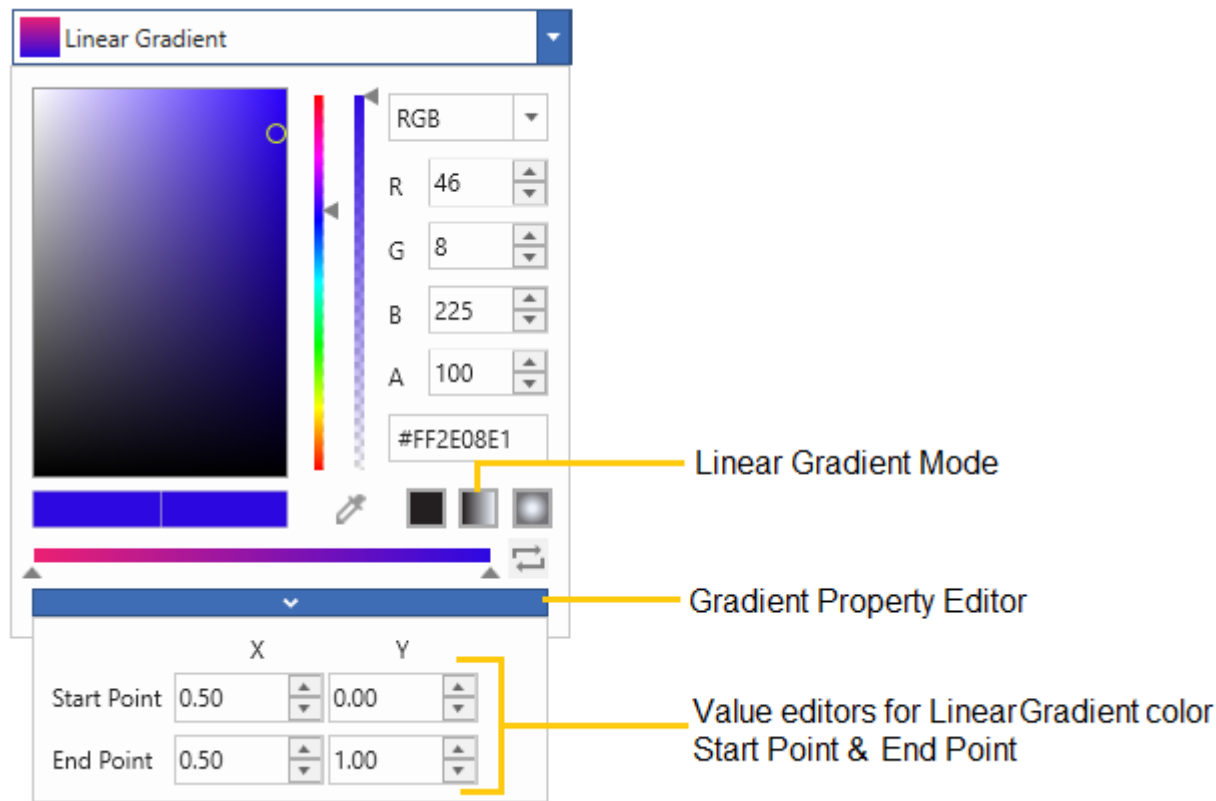 Linear Gradient
RGB
R 46
G 8
B 225
A 100
#FF2E08E1
Linear Gradient Mode
Gradient Property Editor
X Y
Start Point 0.50 0.00
End Point 0.50 1.00
Value editors for LinearGradient color
Start Point & End Point